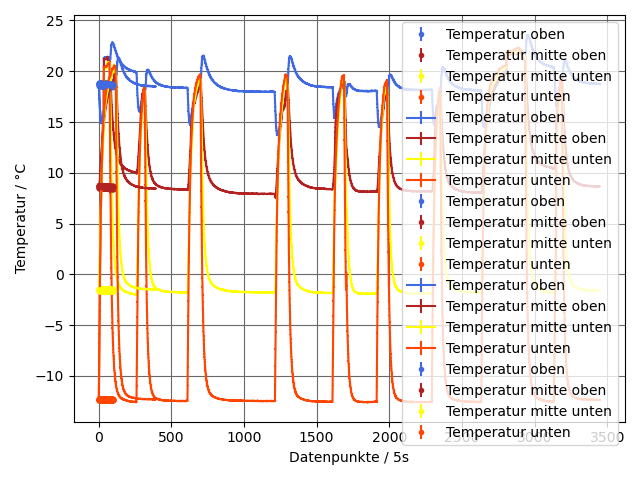 25
20
15
10
5
0
−5
−10
Temperatur / °C
0
500
1000
1500
2000
2500
3000
3500
Datenpunkte / 5s
Temperatur oben
Temperatur mitte oben
Temperatur mitte unten
Temperatur unten
Temperatur oben
Temperatur mitte oben
Temperatur mitte unten
Temperatur unten
Temperatur oben
Temperatur mitte oben
Temperatur mitte unten
Temperatur unten
Temperatur oben
Temperatur mitte oben
Temperatur mitte unten
Temperatur unten
Temperatur oben
Temperatur mitte oben
Temperatur mitte unten
Temperatur unten